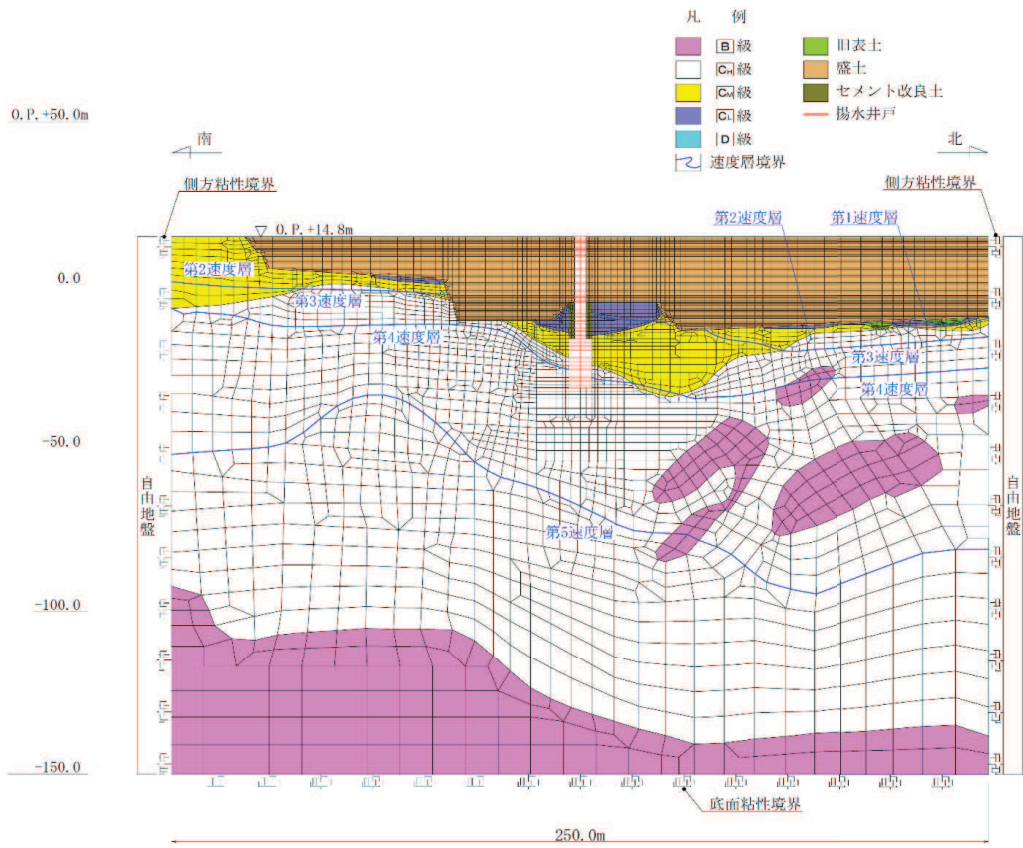 凡 例
B級
CH級
CM級
CL級
D級
速度層境界
旧表土
盛土
セメント改良土
揚水井戸
O.P.+50.0m
南
北
側方粘性境界
側方粘性境界
O.P.+14.8m
第2速度層
第1速度層
0.0
第2速度層
第3速度層
第4速度層
第3速度層
第4速度層
-50.0
自由地盤
自由地盤
第5速度層
-100.0
-150.0
底面粘性境界
250.0m